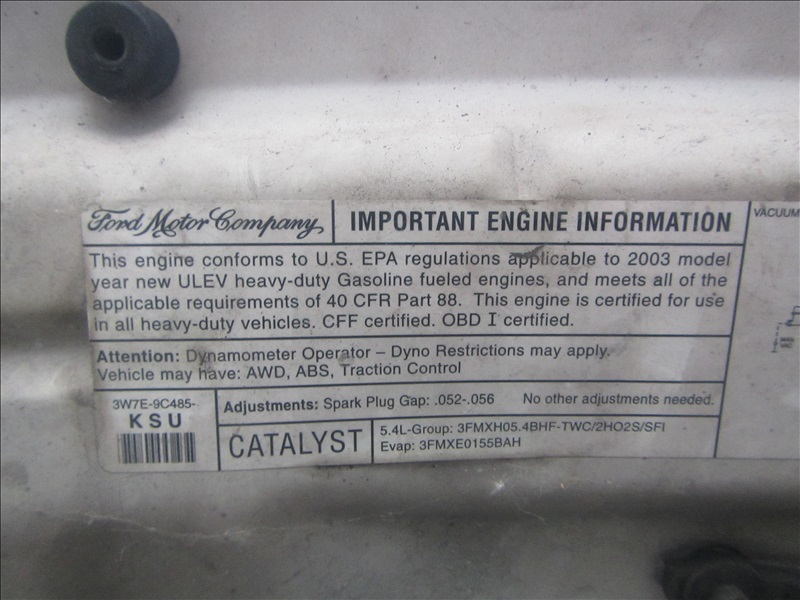 Ford Motor Company
IMPORTANT ENGINE INFORMATION
VACUUM
This engine conforms to U.S. EPA regulations applicable to 2003 model
year new ULEV heavy-duty Gasoline fueled engines, and meets all of the
applicable requirements of 40 CFR Part 88. This engine is certified for use
in all heavy-duty vehicles. CFF certified. OBD I certified.
Attention: Dynamometer Operator – Dyno Restrictions may apply.
Vehicle may have: AWD, ABS, Traction Control
3W7E-9C485-
KSU
Adjustments: Spark Plug Gap: .052-.056 No other adjustments needed.
CATALYST
5.4L-Group: 3FMXH05.4BHF-TWC/2HO2S/SFI
Evap: 3FMXE0155BAH